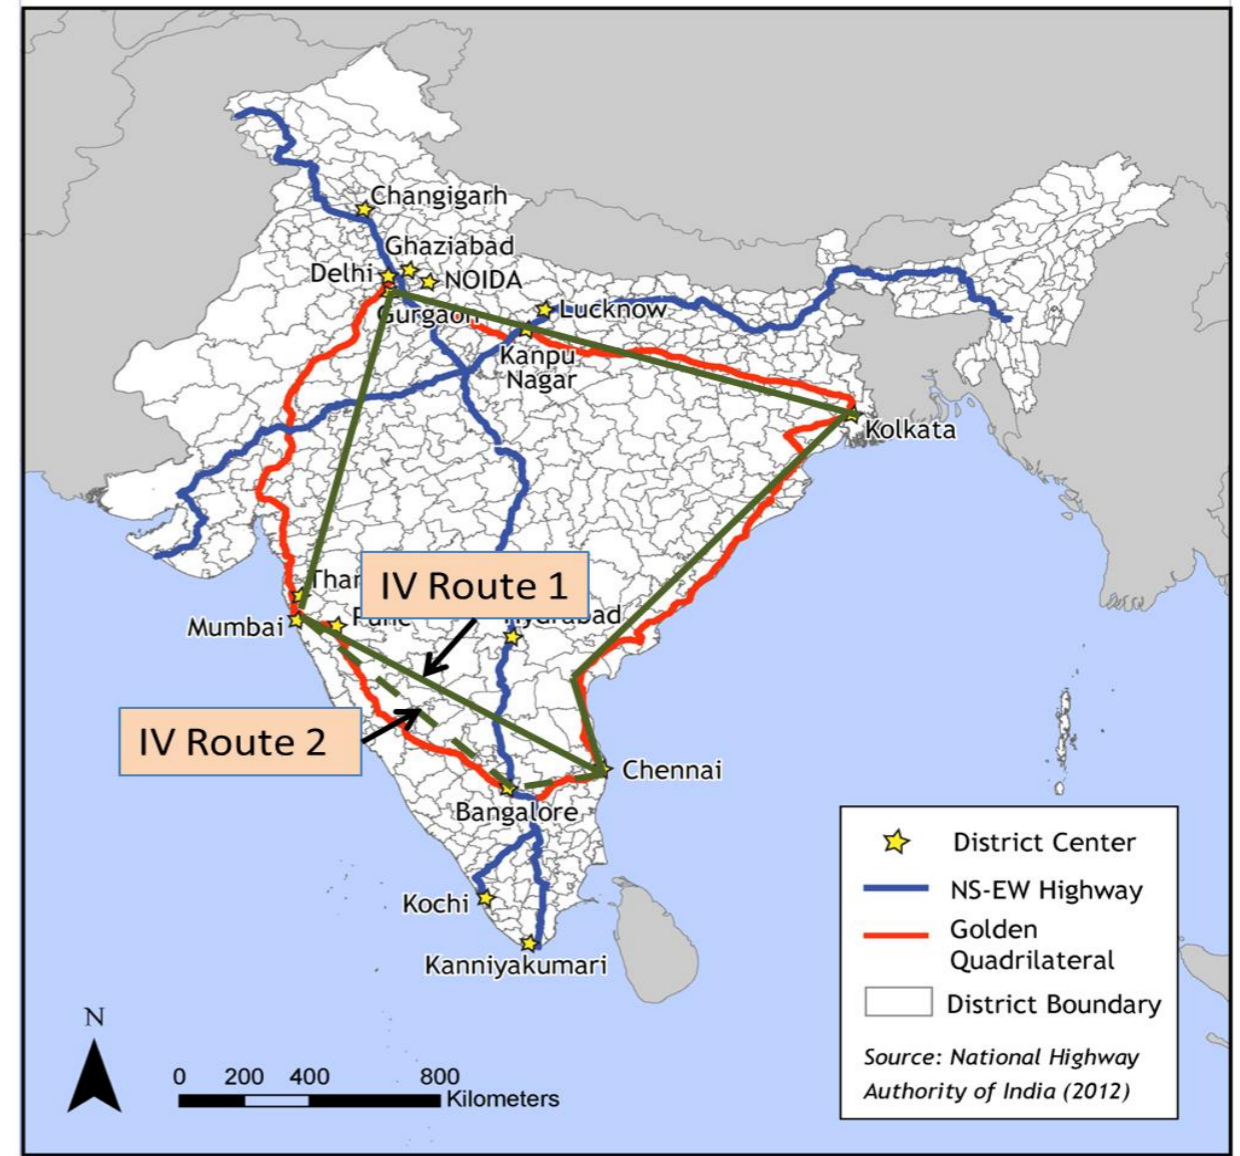 Changigarh
Ghaziabad
Delhi
NOIDA
Gurgaon
Lucknow
Kanpu
Nagar
Kolkata
IV Route 1
Mumbai
IV Route 2
Chennai
Bangalore
Kochi
Kanniyakumari
N
0 200 400 800
Kilometers
District Center
NS-EW Highway
Golden
Quadrilateral
District Boundary
Source: National Highway
Authority of India (2012)